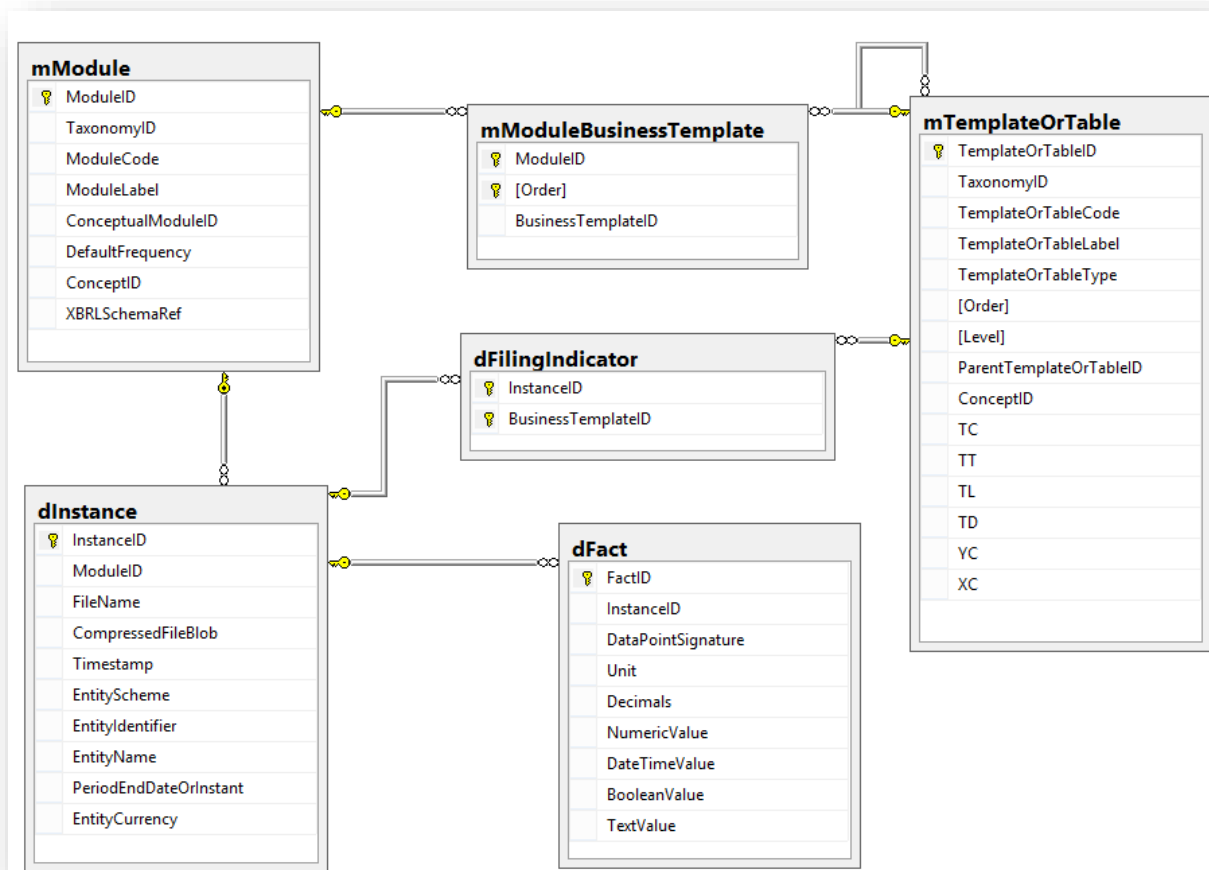 mModule
ModuleID
TaxonomyID
ModuleCode
ModuleLabel
ConceptualModuleID
DefaultFrequency
ConceptID
XBRLSchemaRef
mModuleBusinessTemplate
ModuleID
[Order]
BusinessTemplateID
mTemplateOrTable
TemplateOrTableID
TaxonomyID
TemplateOrTableCode
TemplateOrTableLabel
TemplateOrTableType
[Order]
[Level]
ParentTemplateOrTableID
ConceptID
TC
TT
TL
TD
YC
XC
dFilingIndicator
InstanceID
BusinessTemplateID
dInstance
InstanceID
ModuleID
FileName
CompressedFileBlob
Timestamp
EntityScheme
EntityIdentifier
EntityName
PeriodEndDateOrInstant
EntityCurrency
dFact
FactID
InstanceID
DataPointSignature
Unit
Decimals
NumericValue
DateTimeValue
BooleanValue
TextValue